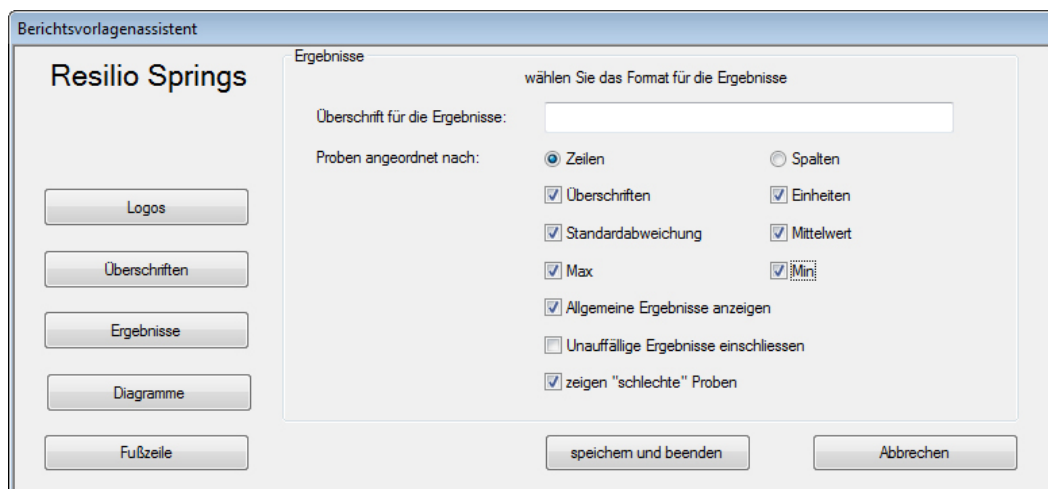 Berichtsvorlagenassistent
Resilio Springs
Logos
Überschriften
Ergebnisse
Diagramme
Fußzeile
Ergebnisse
wählen Sie das Format für die Ergebnisse
Überschrift für die Ergebnisse:
Proben angeordnet nach:
Zeilen Spalten
Überschriften Einheiten
Standardabweichung Mittelwert
Max Min
Allgemeine Ergebnisse anzeigen
Unauffällige Ergebnisse einschliessen
zeigen "schlechte" Proben
speichern und beenden Abbrechen